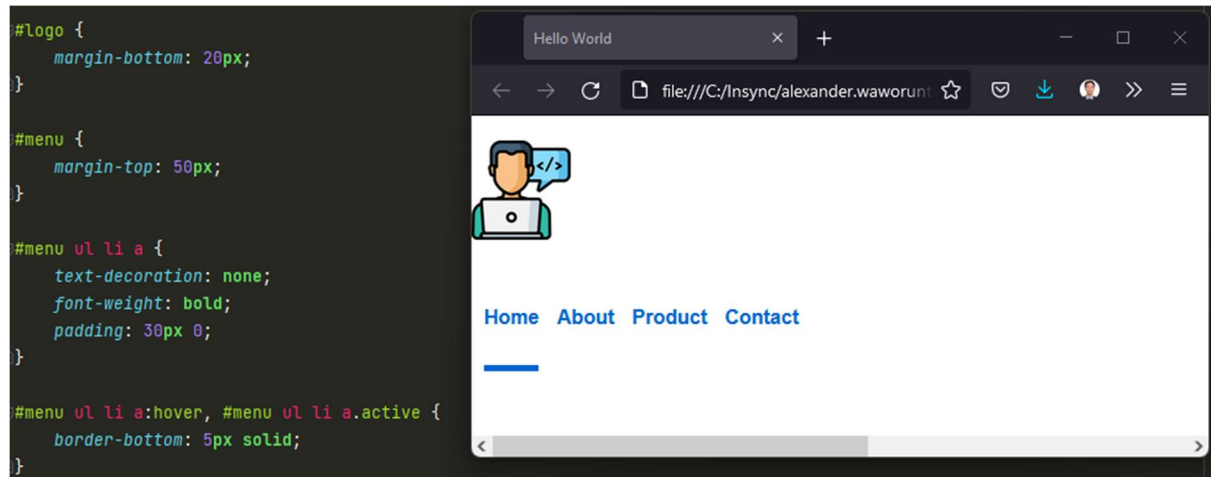 #logo {
    margin-bottom: 20px;
}
#menu {
    margin-top: 50px;
}
#menu ul li a {
    text-decoration: none;
    font-weight: bold;
    padding: 30px 0;
}
#menu ul li a:hover, #menu ul li a.active {
    border-bottom: 5px solid;
}
Hello World
file:///C:/Insync/alexander.waworunt
</>
Home About Product Contact